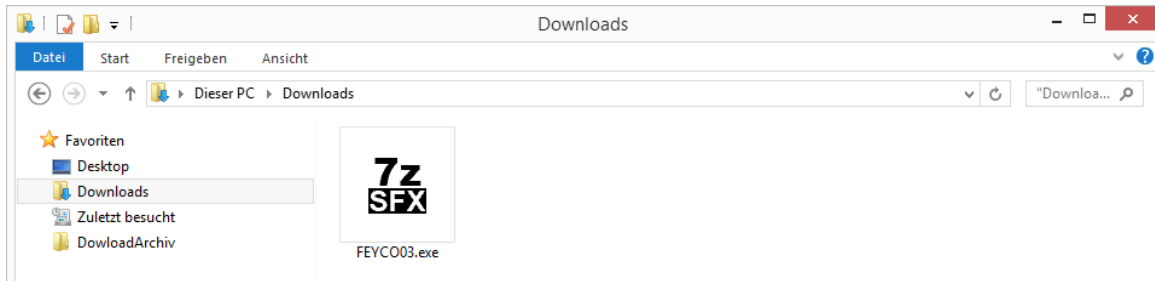 Downloads
Datei Start Freigeben Ansicht ?
Dieser PC Downloads "Downloa...
Favoriten
Desktop
Downloads
Zuletzt besucht
DowloadArchiv
7z
SFX
FEYCO03.exe